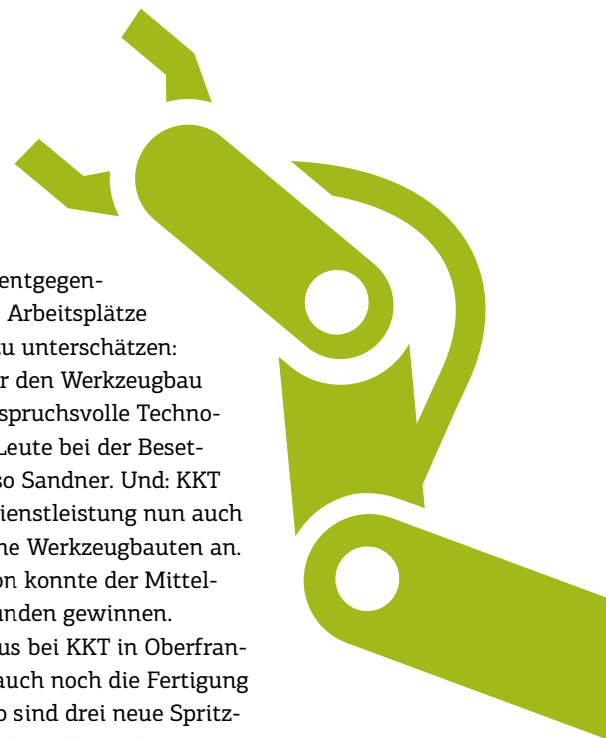 entgegen-
Arbeitsplätze
zu unterschätzen:
r den Werkzeugbau
spruchsvolle Techno-
Leute bei der Beset-
so Sandner. Und: KKT
ienstleistung nun auch
ne Werkzeugbauten an.
on konnte der Mittel-
unden gewinnen.
us bei KKT in Oberfran-
auch noch die Fertigung
o sind drei neue Spritz-